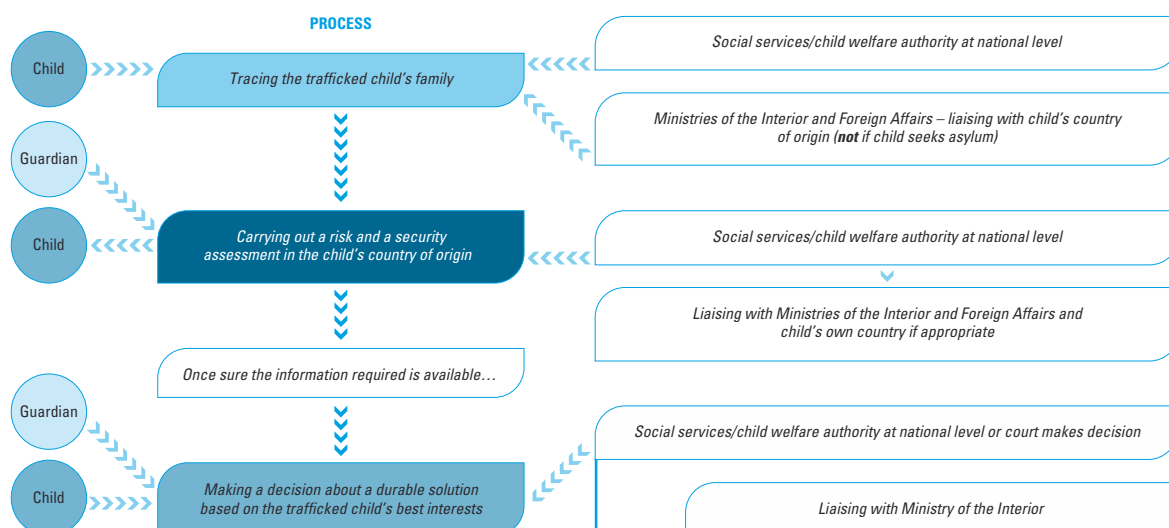 PROCESS
Child
Tracing the trafficked child's family
Social services/child welfare authority at national level
Ministries of the Interior and Foreign Affairs – liaising with child's country
of origin (not if child seeks asylum)
Guardian
Child
Carrying out a risk and a security
assessment in the child's country of origin
Social services/child welfare authority at national level
Liaising with Ministries of the Interior and Foreign Affairs and
child's own country if appropriate
Once sure the information required is available…
Guardian
Child
Making a decision about a durable solution
based on the trafficked child's best interests
Social services/child welfare authority at national level or court makes decision
Liaising with Ministry of the Interior